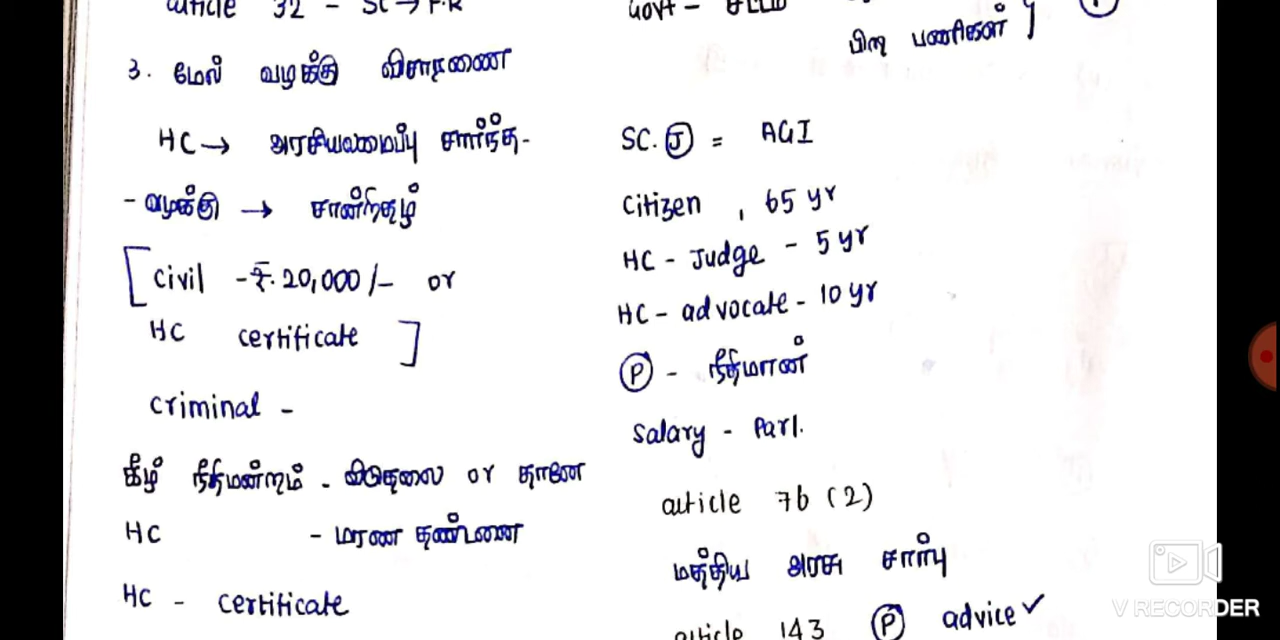 article 32 - SC → F.R
3. மேல் வழக்கு விசாரணை
HC → அரசியலமைப்பு சார்ந்த-
- வழக்கு → சான்றிதழ்
[ civil - ₹. 20,000 /- or
HC certificate ]
criminal -
கீழ் நீதிமன்றம் - விடுதலை or தானே
HC - மரண தண்டனை
HC - certificate
Govt - சட்டம்
பிற பணிகள் }
SC. Ⓙ = AGI
citizen , 65 yr
HC - Judge - 5 yr
HC - advocate - 10 yr
Ⓟ - நீதிமான்
salary - Parl.
article 76 (2)
மத்திய அரசு சார்பு
article 143 Ⓟ advice ✓
V RECORDER